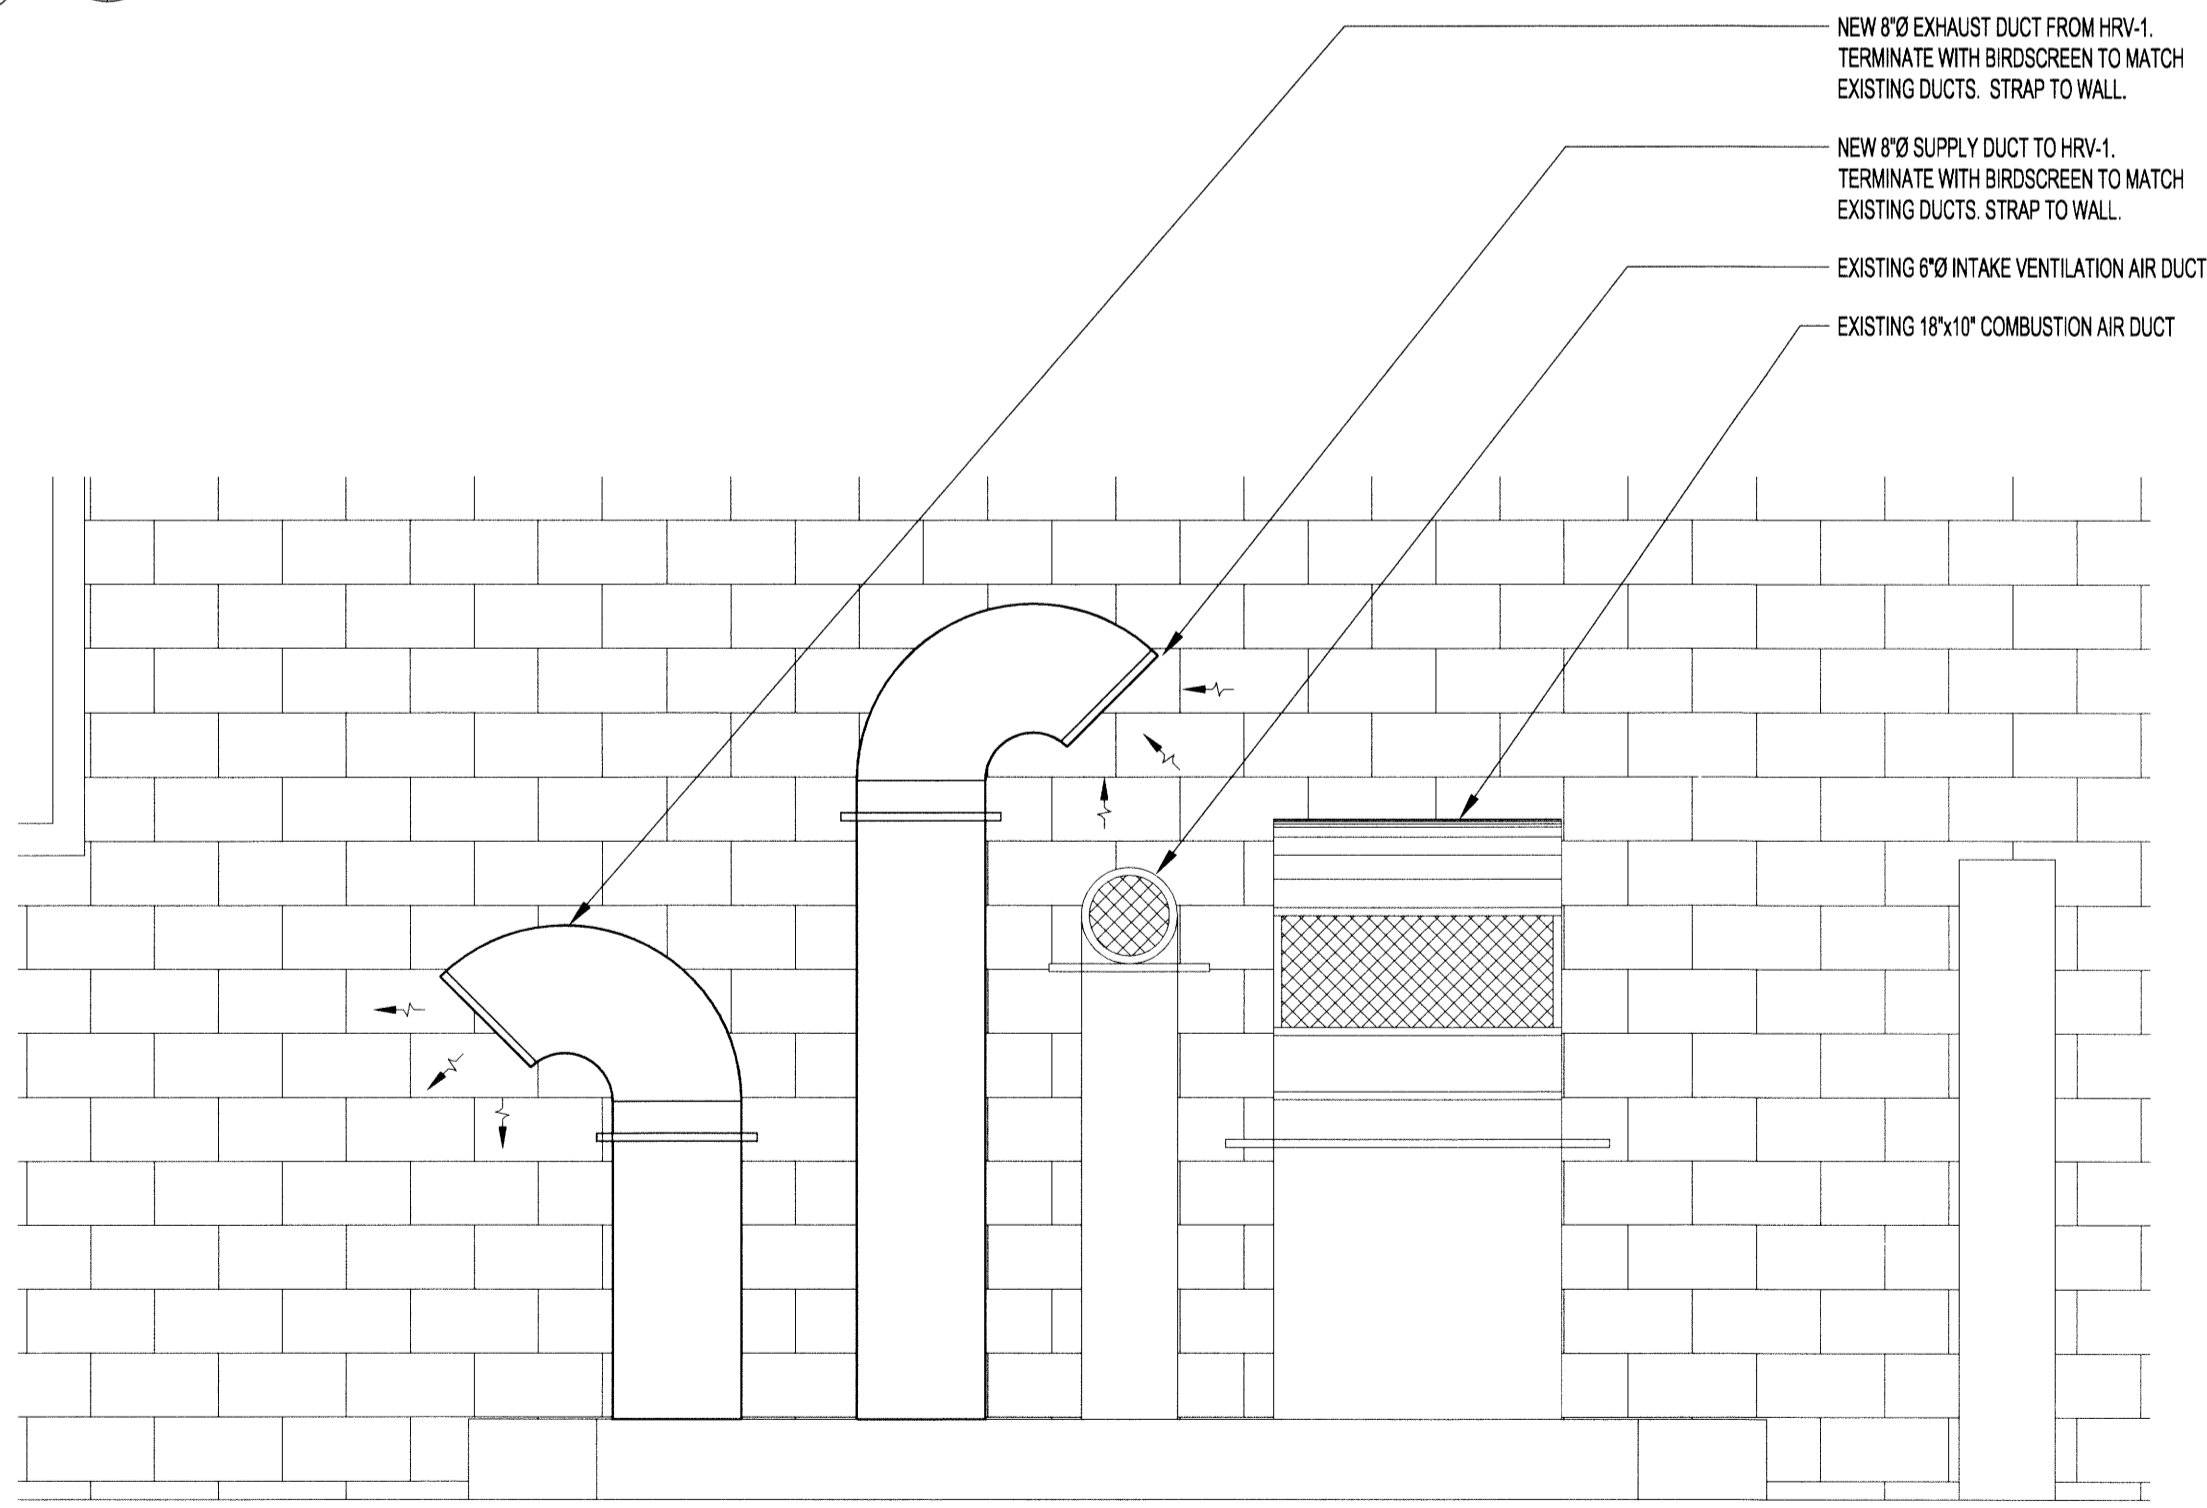 NEW 8"Ø EXHAUST DUCT FROM HRV-1.
TERMINATE WITH BIRDSCREEN TO MATCH
EXISTING DUCTS. STRAP TO WALL.
NEW 8"Ø SUPPLY DUCT TO HRV-1.
TERMINATE WITH BIRDSCREEN TO MATCH
EXISTING DUCTS. STRAP TO WALL.
EXISTING 6"Ø INTAKE VENTILATION AIR DUCT
EXISTING 18"x10" COMBUSTION AIR DUCT